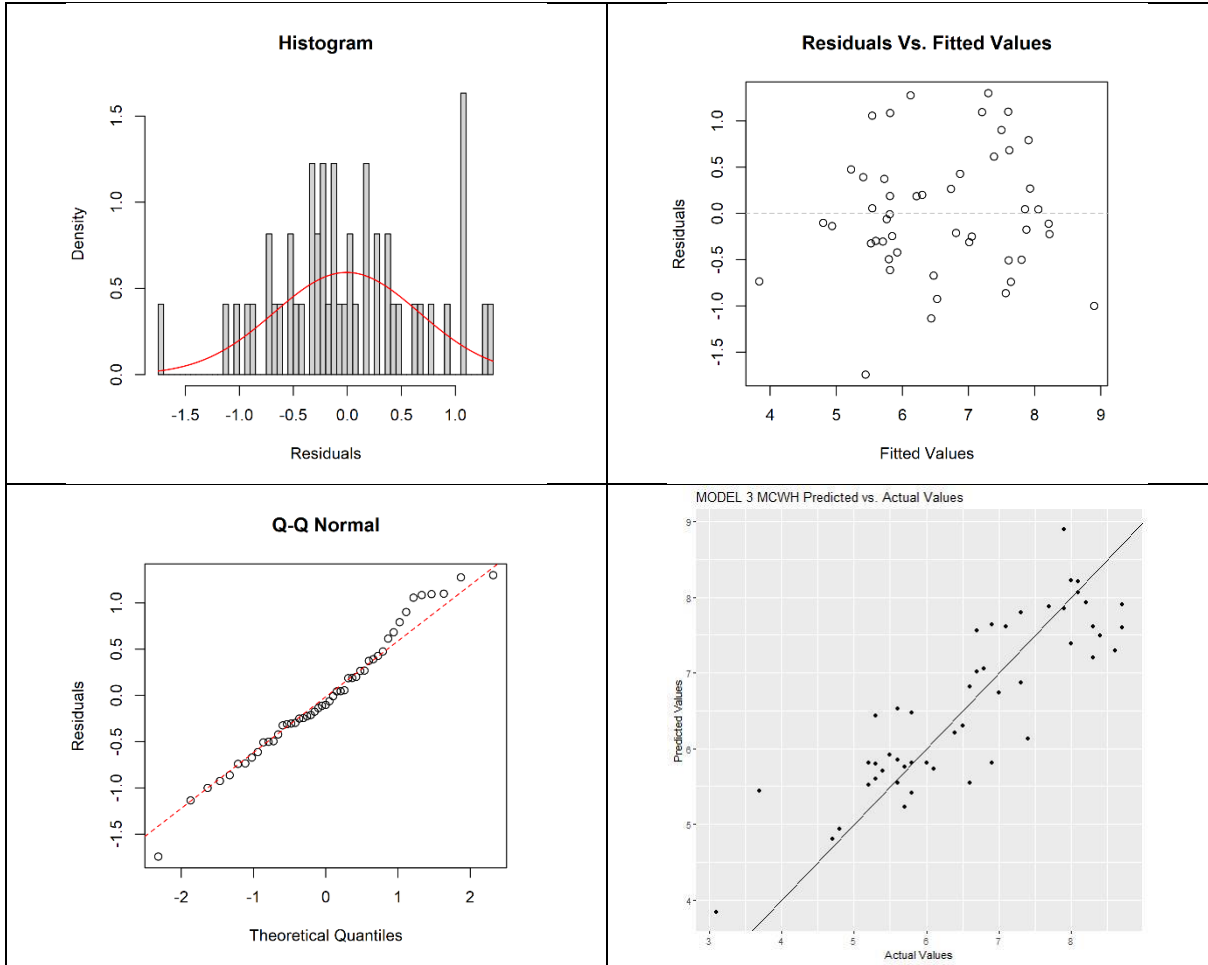 Histogram
Density
0.0 0.5 1.0 1.5
-1.5 -1.0 -0.5 0.0 0.5 1.0
Residuals
Residuals Vs. Fitted Values
Residuals
-1.5 -1.0 -0.5 0.0 0.5 1.0
4 5 6 7 8 9
Fitted Values
Q-Q Normal
Residuals
-1.5 -1.0 -0.5 0.0 0.5 1.0
-2 -1 0 1 2
Theoretical Quantiles
MODEL 3 MCWH Predicted vs. Actual Values
Predicted Values
9
8
7
6
5
4
3 4 5 6 7 8
Actual Values